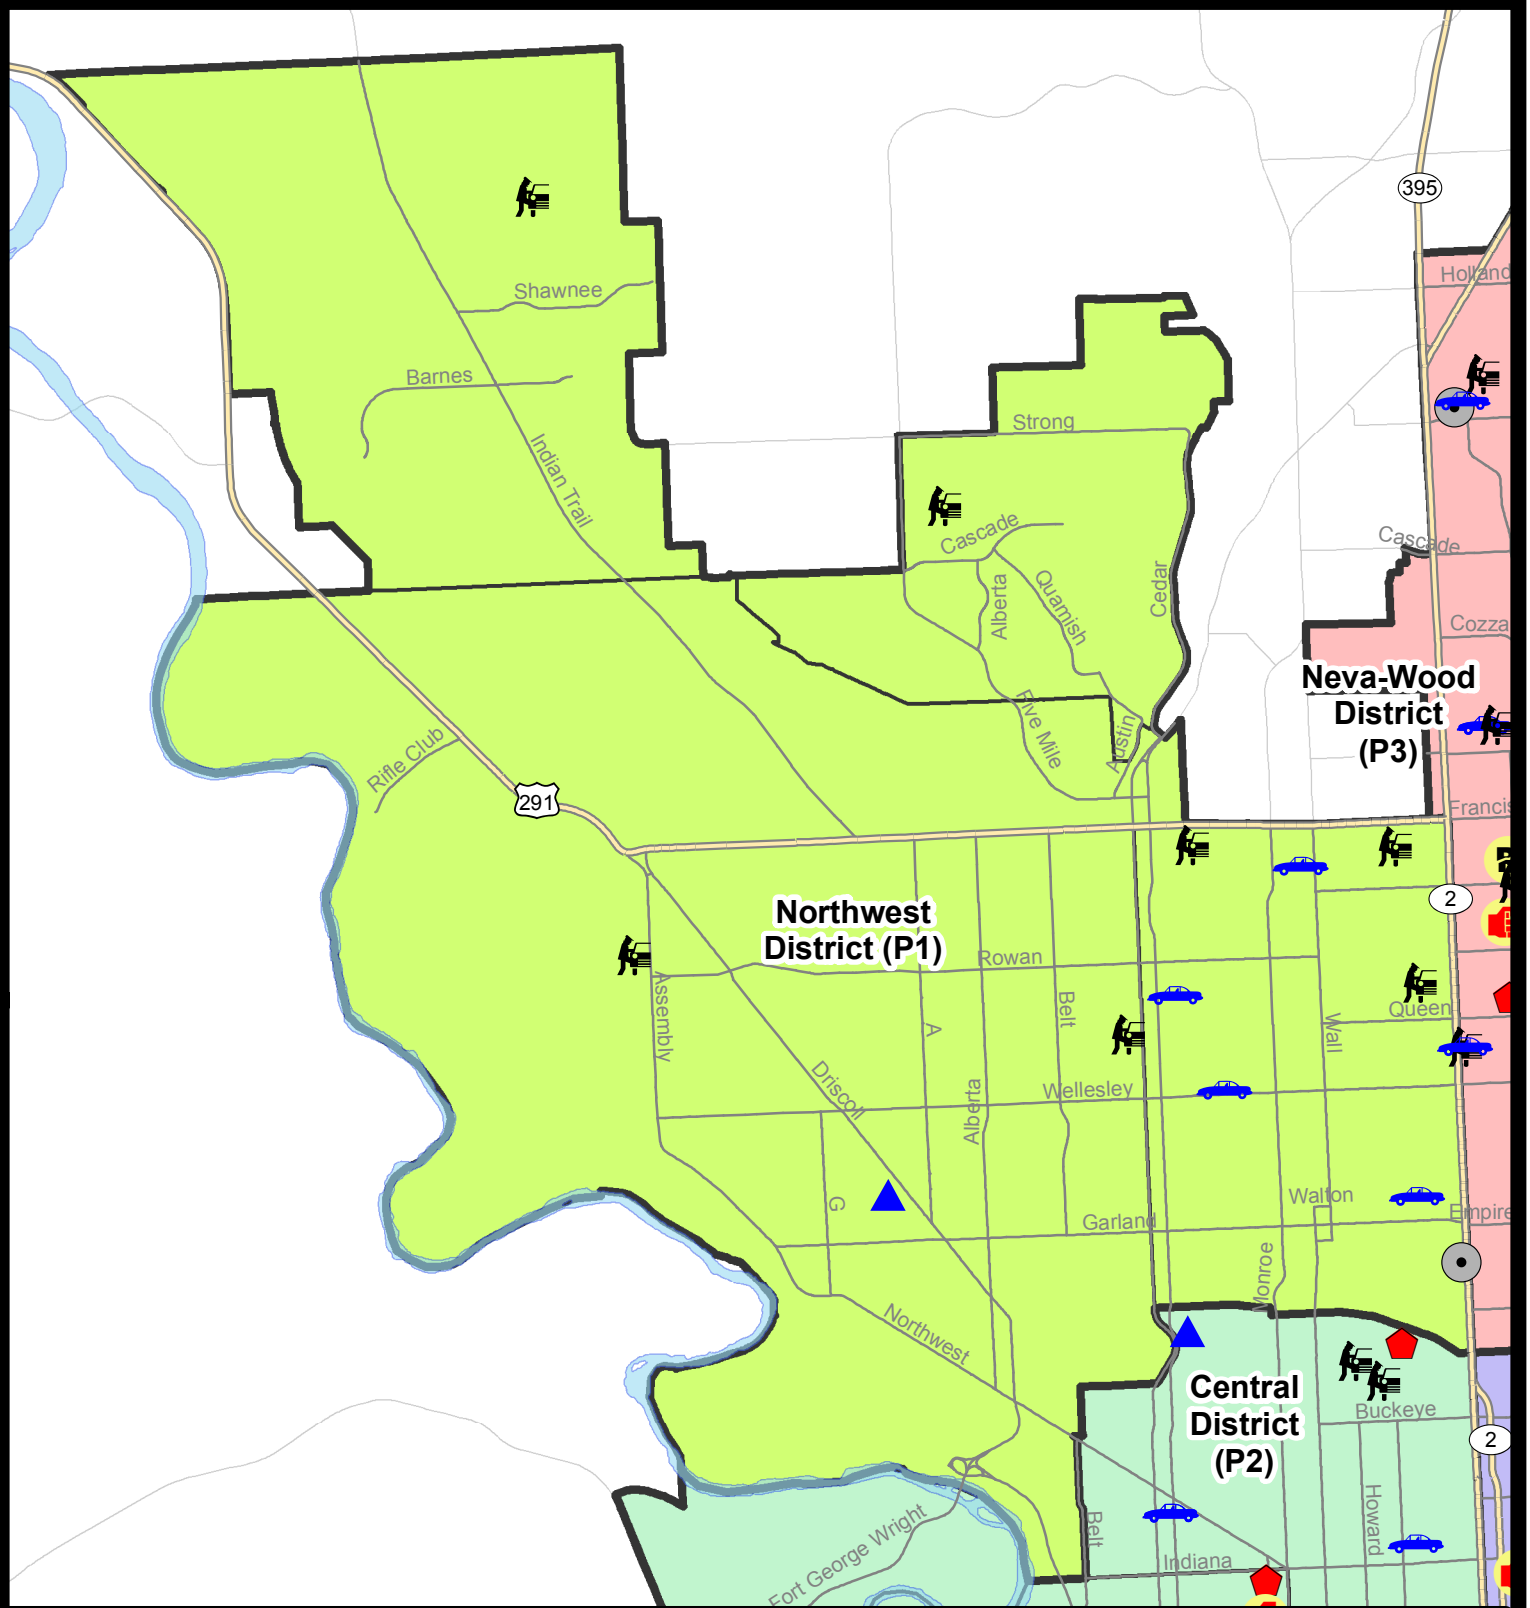 395
Holland
Shawnee
Barnes
Strong
Indian Trail
Cascade
Cascade
Alberta
Quamish
Cedar
Cozza
Neva-Wood
District
(P3)
Five Mile
Austin
Rifle Club
291
Francis
2
Northwest
District (P1)
Rowan
Assembly
A
Belt
Queen
Wall
Driscoll
Wellesley
Alberta
G
Walton
Garland
Empire
Monroe
Northwest
Central
District
(P2)
Buckeye
2
Howard
Belt
Fort George Wright
Indiana